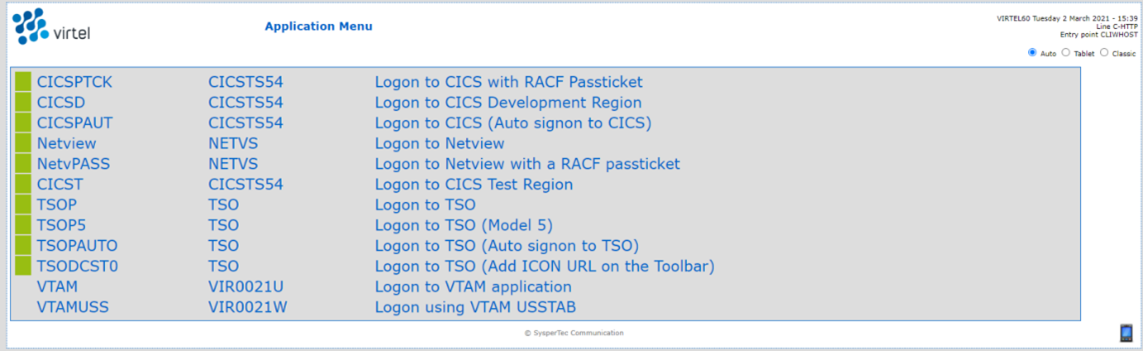 virtel
Application Menu
VIRTEL60 Tuesday 2 March 2021 - 15:39
Line C-HTTP
Entry point CLIWHOST
Auto Tablet Classic
CICSPTCK CICSTS54 Logon to CICS with RACF Passticket
CICSD CICSTS54 Logon to CICS Development Region
CICSPAUT CICSTS54 Logon to CICS (Auto signon to CICS)
Netview NETVS Logon to Netview
NetvPASS NETVS Logon to Netview with a RACF passticket
CICST CICSTS54 Logon to CICS Test Region
TSOP TSO Logon to TSO
TSOP5 TSO Logon to TSO (Model 5)
TSOPAUTO TSO Logon to TSO (Auto signon to TSO)
TSODCST0 TSO Logon to TSO (Add ICON URL on the Toolbar)
VTAM VIR0021U Logon to VTAM application
VTAMUSS VIR0021W Logon using VTAM USSTAB
© SysperTec Communication